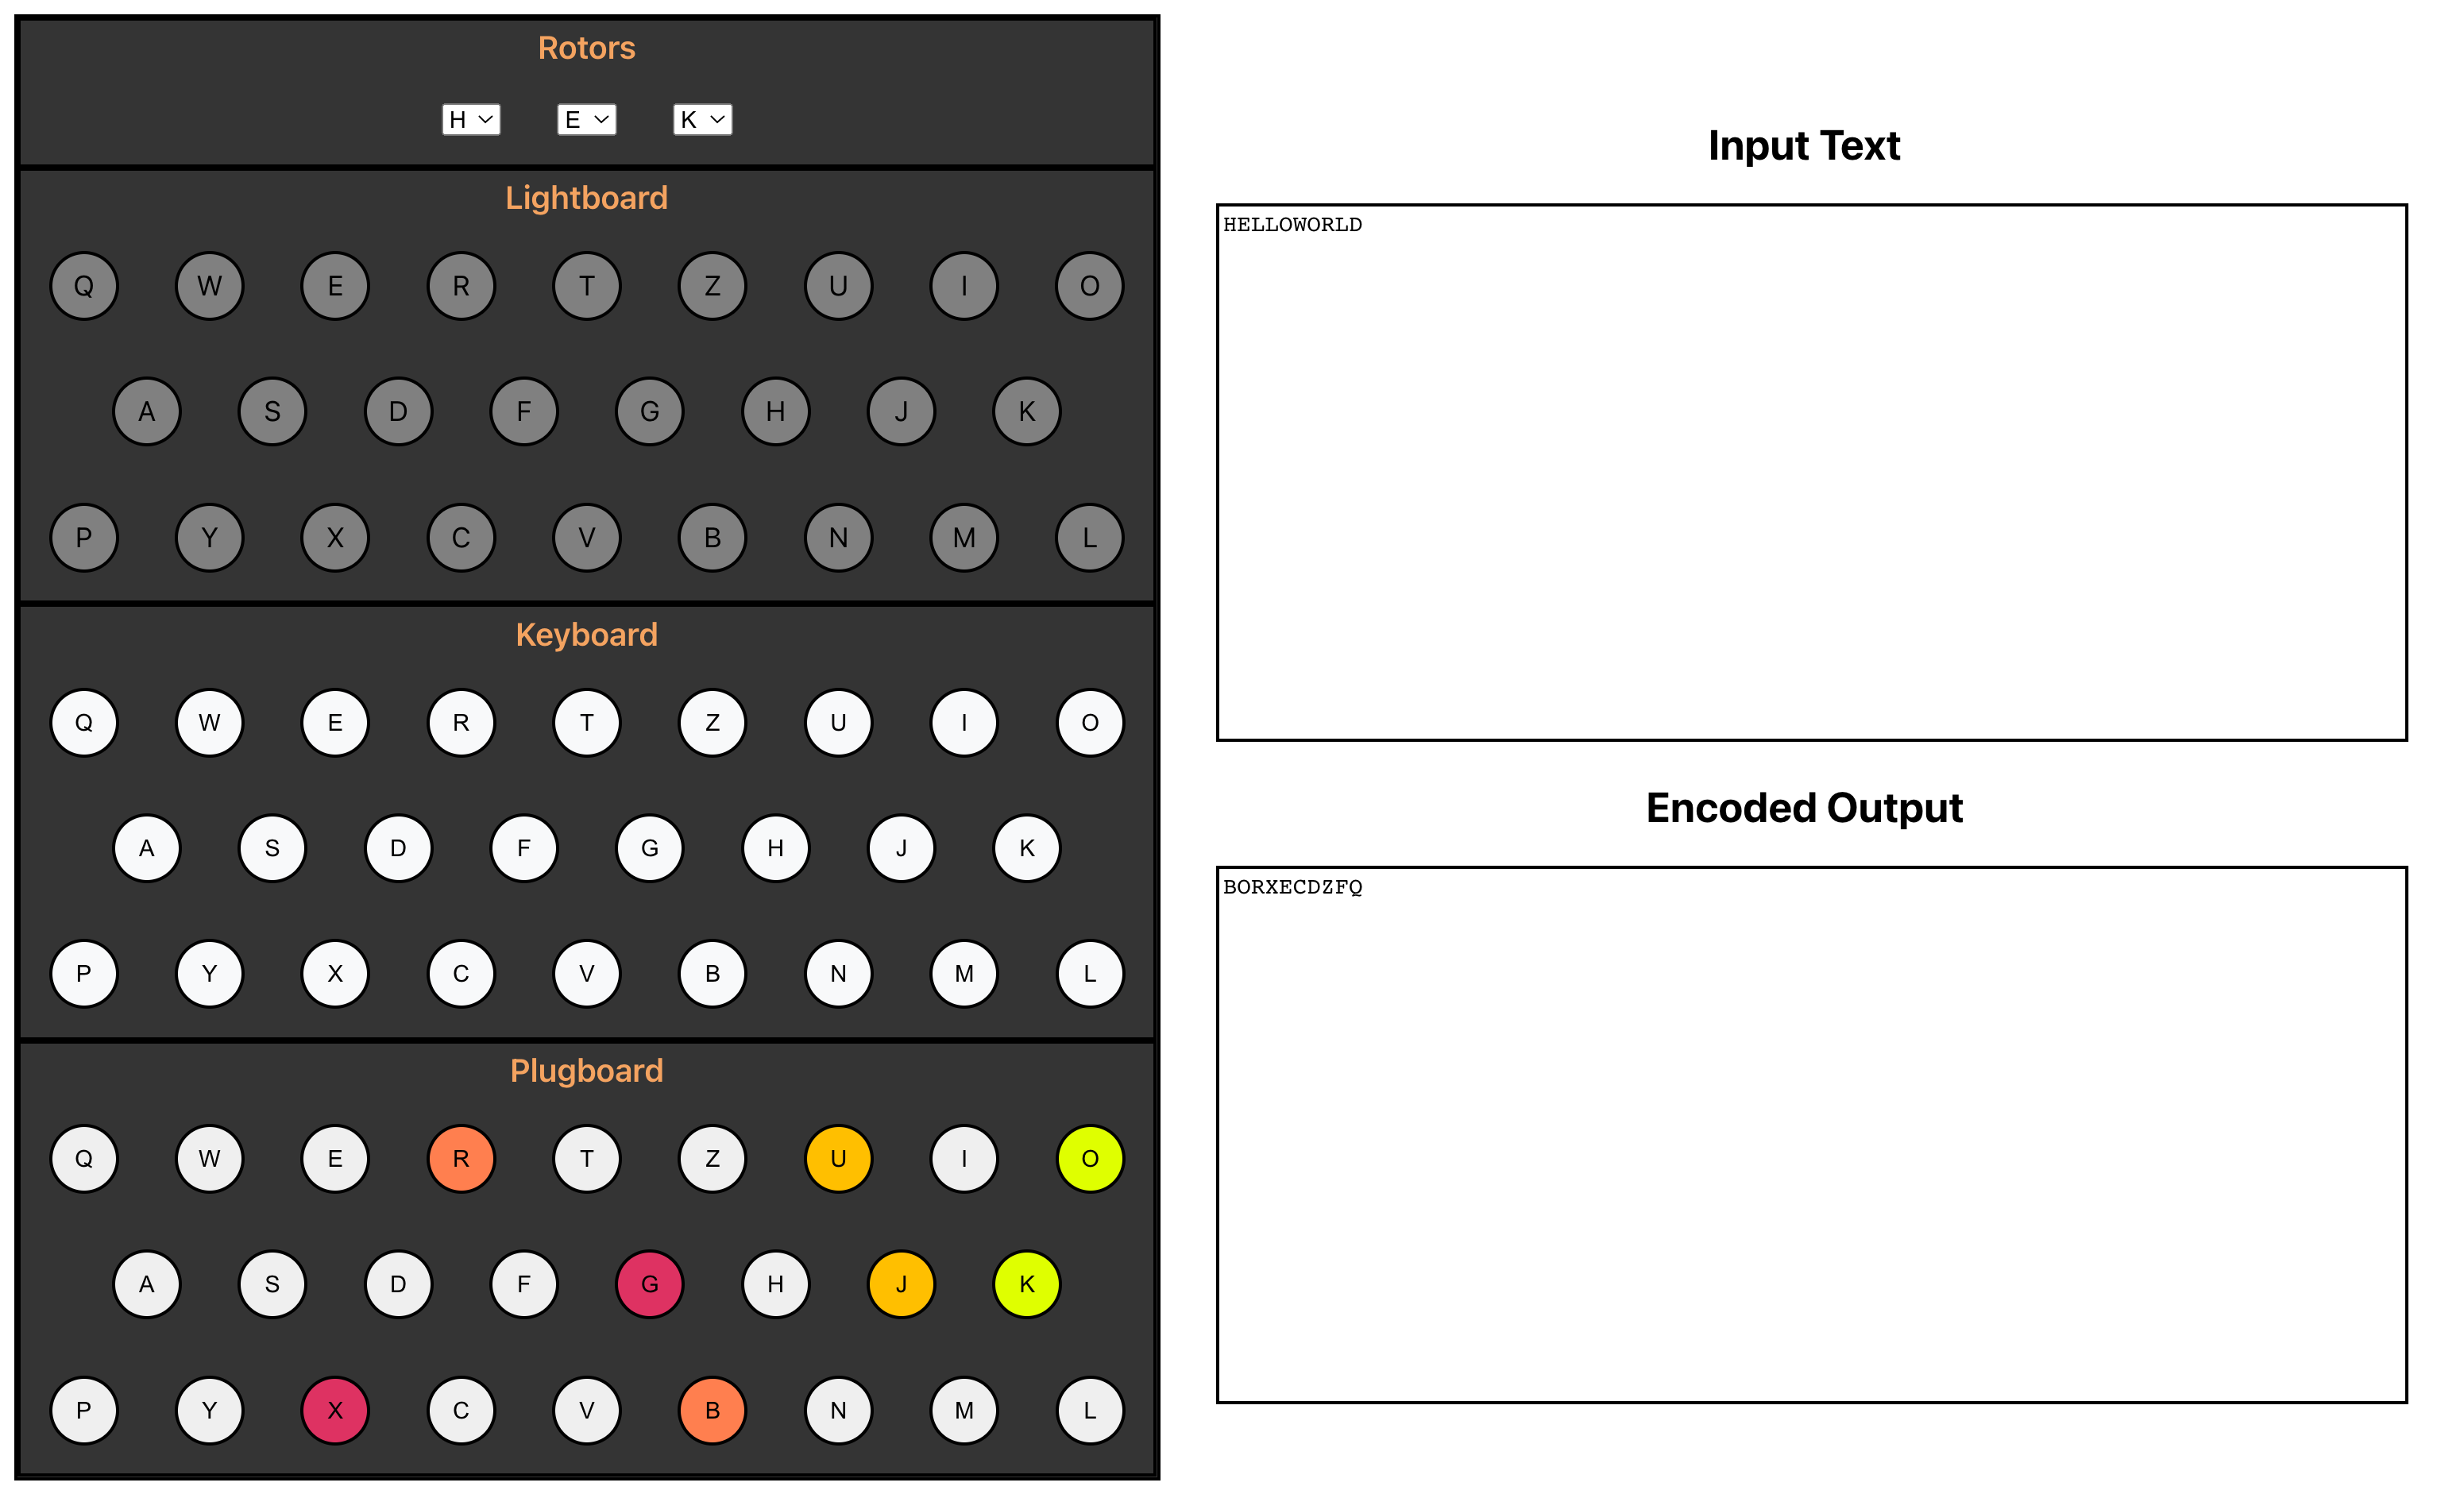 Rotors
H E K
Lightboard
Q W E R T Z U I O
A S D F G H J K
P Y X C V B N M L
Keyboard
Q W E R T Z U I O
A S D F G H J K
P Y X C V B N M L
Plugboard
Q W E R T Z U I O
A S D F G H J K
P Y X C V B N M L
Input Text
HELLOWORLD
Encoded Output
BORXECDZFQ